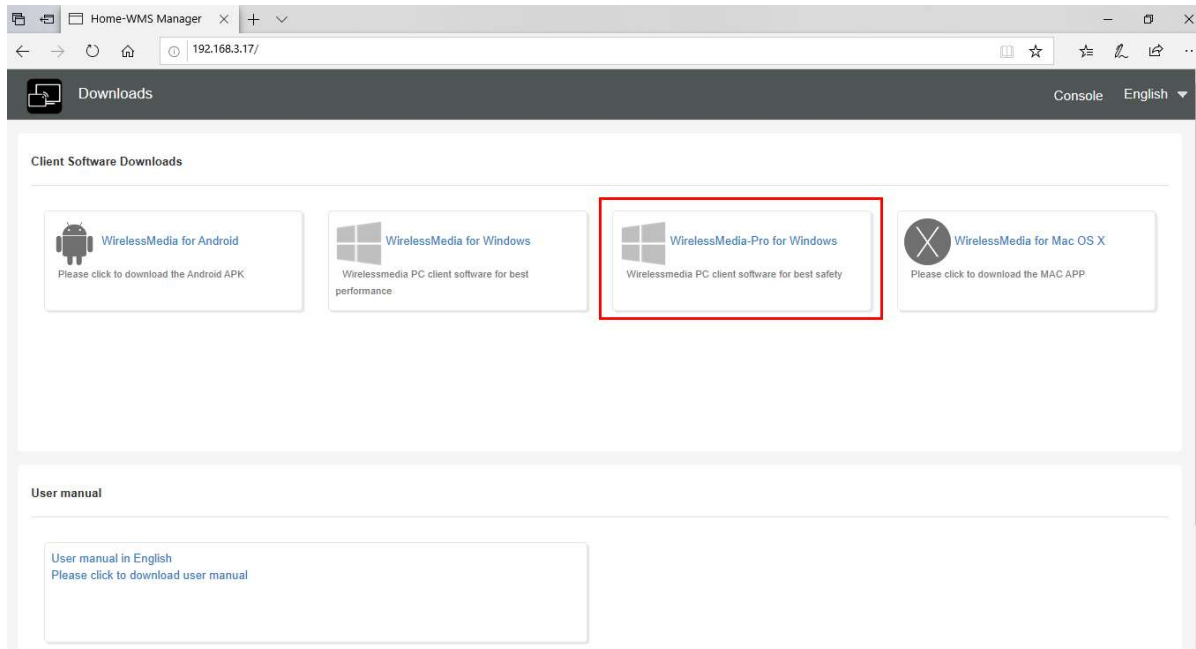 Home-WMS Manager
192.168.3.17/
Downloads
Console
English
Client Software Downloads
WirelessMedia for Android
Please click to download the Android APK
WirelessMedia for Windows
Wirelessmedia PC client software for best
performance
WirelessMedia-Pro for Windows
Wirelessmedia PC client software for best safety
WirelessMedia for Mac OS X
Please click to download the MAC APP
User manual
User manual in English
Please click to download user manual